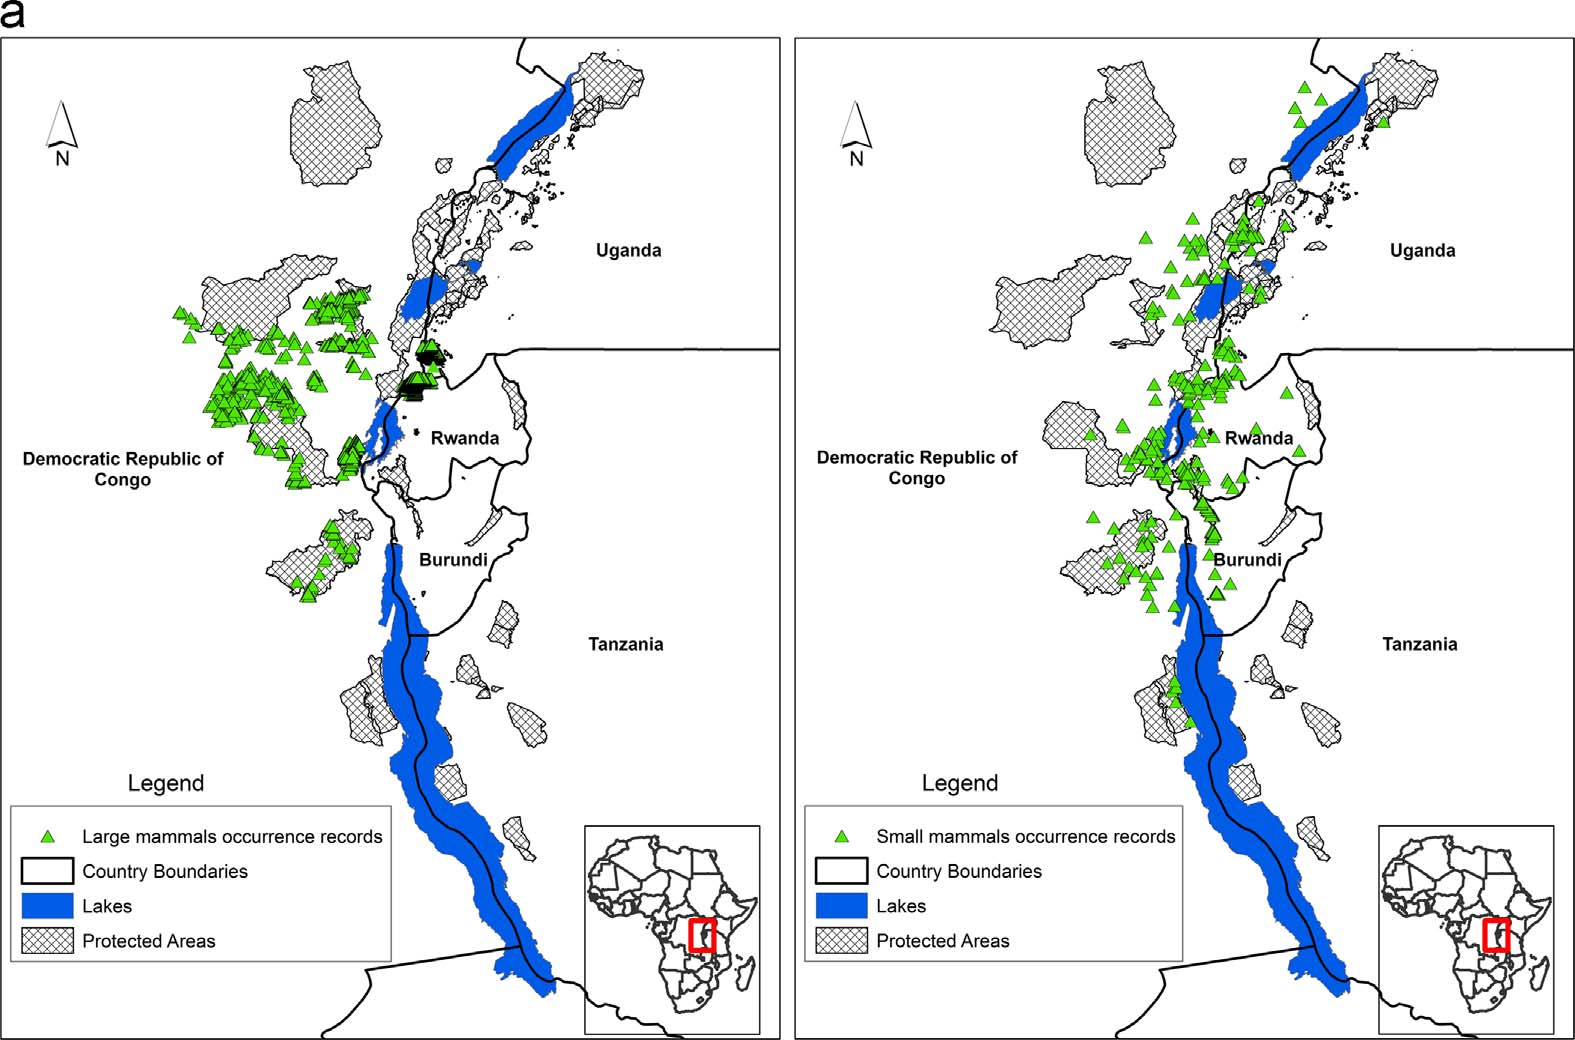 a
N
Uganda
Rwanda
Democratic Republic of
Congo
Burundi
Tanzania
Legend
Large mammals occurrence records
Country Boundaries
Lakes
Protected Areas
N
Uganda
Rwanda
Democratic Republic of
Congo
Burundi
Tanzania
Legend
Small mammals occurrence records
Country Boundaries
Lakes
Protected Areas